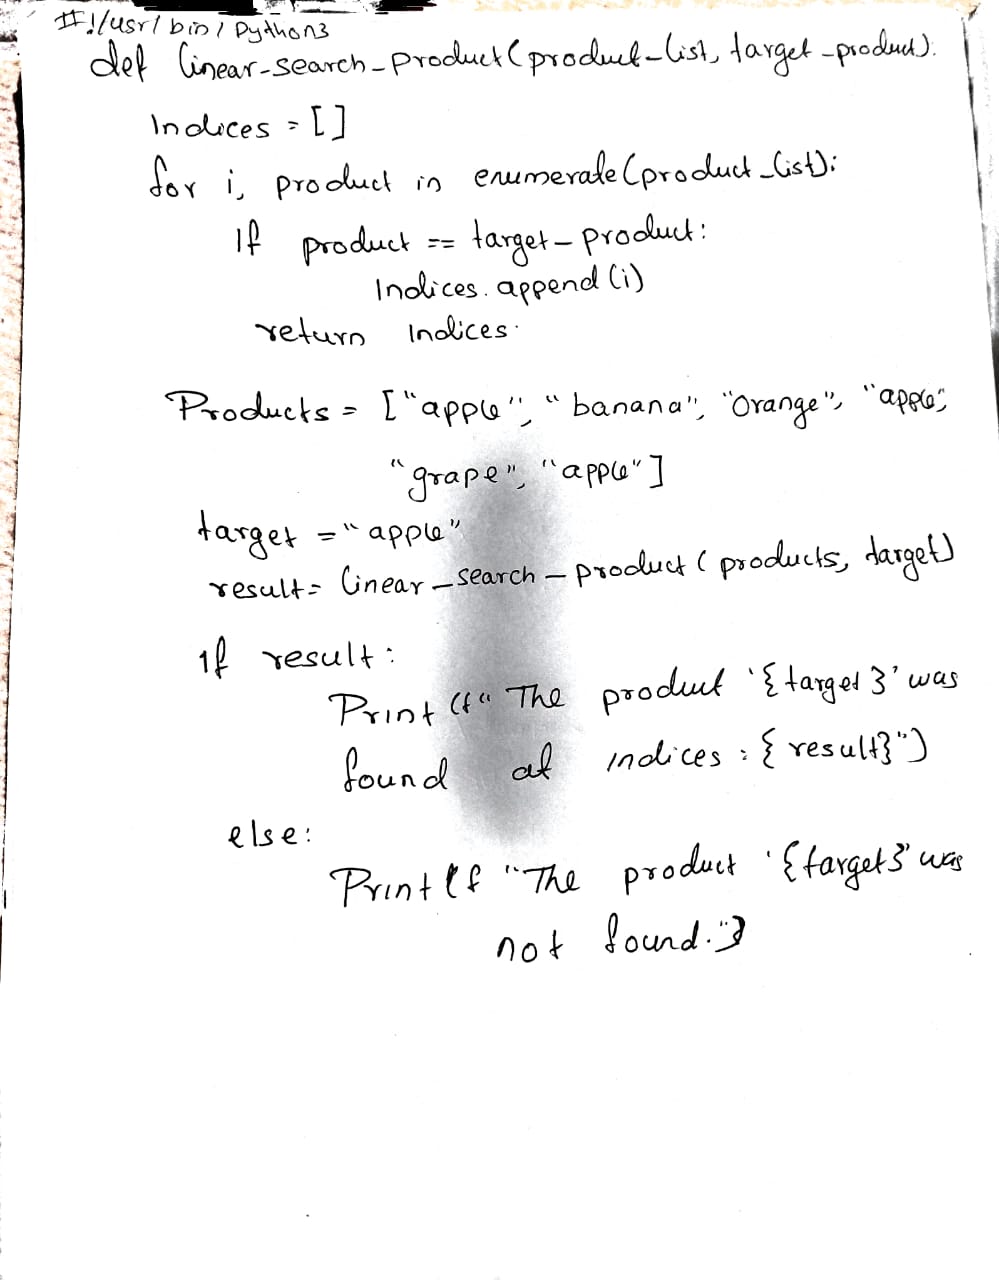 #!/usr/bin/python3
def linear-search-product(product-list, target-product).
Indices = []
for i, product in enumerate(product_list):
If product == target-product:
Indices.append(i)
return Indices.
Products = ["apple", "banana", "Orange", "apple",
"grape", "apple"]
target = "apple"
result = linear_search-product(products, target)
if result:
Print(f"The product '{target}' was
found at indices: {result}")
else:
Print(f "The product '{target}' was
not found.")